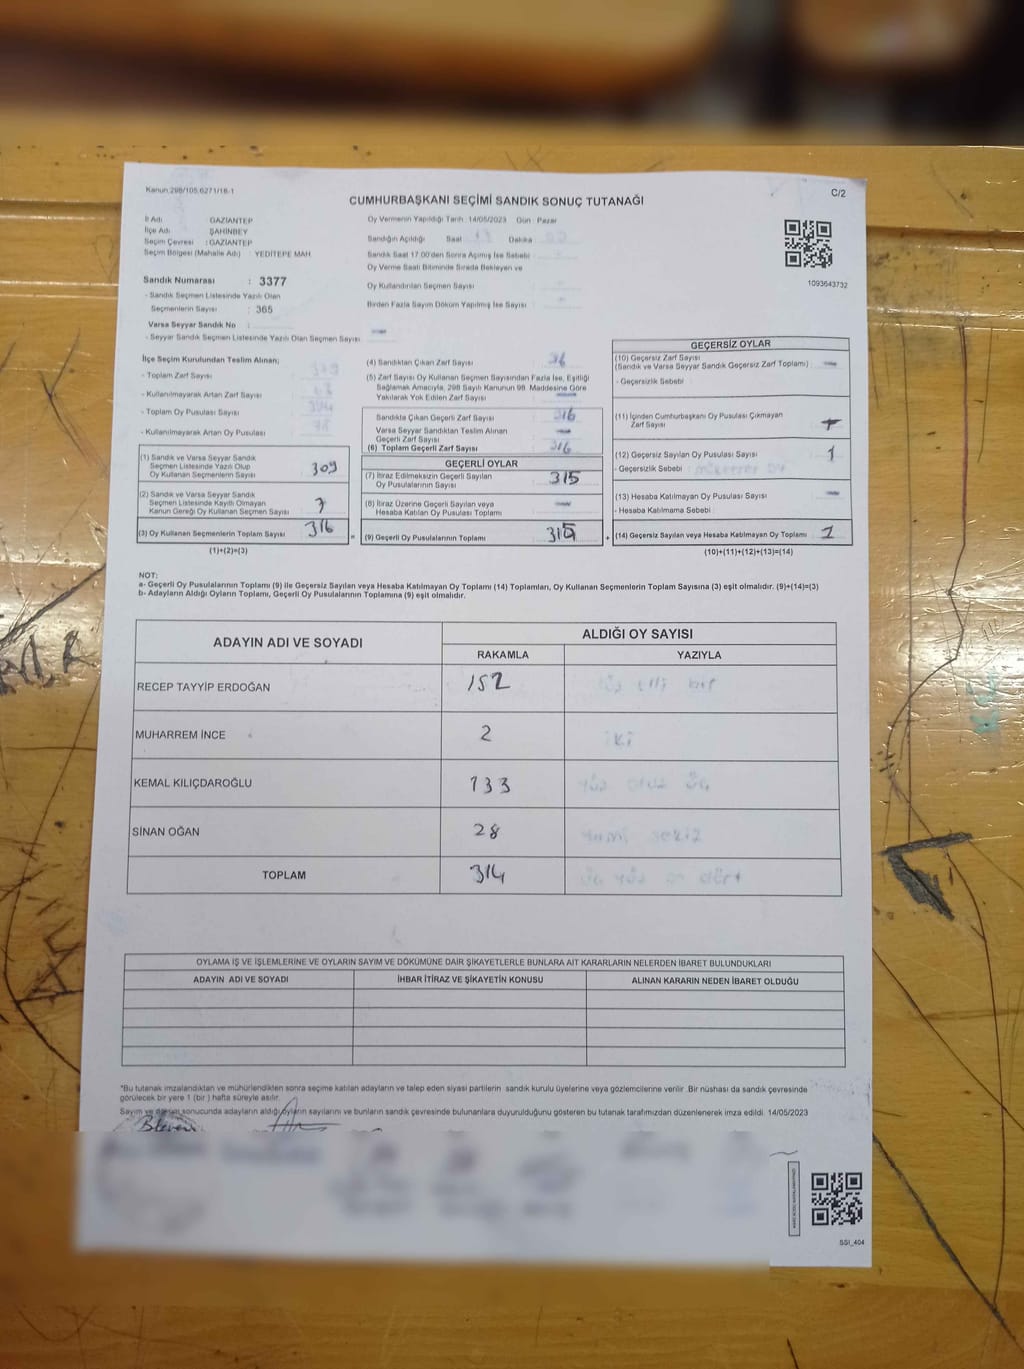 Kanun:298/105,6271/18-1
C/2
CUMHURBAŞKANI SEÇİMİ SANDIK SONUÇ TUTANAĞI
İl Adı : GAZİANTEP
İlçe Adı : ŞAHİNBEY
Seçim Çevresi : GAZİANTEP
Seçim Bölgesi (Mahalle Adı) : YEDİTEPE MAH.
Oy Vermenin Yapıldığı Tarih : 14/05/2023 Gün : Pazar
Sandığın Açıldığı Saat Dakika
Sandık Saat 17.00'den Sonra Açılmış İse Sebebi
Oy Verme Saati Bitiminde Sırada Bekleyen ve
Oy Kullandırılan Seçmen Sayısı
Birden Fazla Sayım Döküm Yapılmış İse Sayısı
1093643732
Sandık Numarası : 3377
- Sandık Seçmen Listesinde Yazılı Olan
Seçmenlerin Sayısı : 365
Varsa Seyyar Sandık No :
- Seyyar Sandık Seçmen Listesinde Yazılı Olan Seçmen Sayısı
İlçe Seçim Kurulundan Teslim Alınan;
- Toplam Zarf Sayısı
- Kullanılmayarak Artan Zarf Sayısı
- Toplam Oy Pusulası Sayısı
- Kullanılmayarak Artan Oy Pusulası
(1) Sandık ve Varsa Seyyar Sandık
Seçmen Listesinde Yazılı Olup
Oy Kullanan Seçmenlerin Sayısı 309
(2) Sandık ve Varsa Seyyar Sandık
Seçmen Listesinde Kayıtlı Olmayan
Kanun Gereği Oy Kullanan Seçmen Sayısı 7
(3) Oy Kullanan Seçmenlerin Toplam Sayısı 316
(1)+(2)=(3)
(4) Sandıktan Çıkan Zarf Sayısı
(5) Zarf Sayısı Oy Kullanan Seçmen Sayısından Fazla İse, Eşitliği
Sağlamak Amacıyla, 298 Sayılı Kanunun 98. Maddesine Göre
Yakılarak Yok Edilen Zarf Sayısı
Sandıkta Çıkan Geçerli Zarf Sayısı 316
Varsa Seyyar Sandıktan Teslim Alınan
Geçerli Zarf Sayısı
(6) Toplam Geçerli Zarf Sayısı 316
GEÇERLİ OYLAR
(7) İtiraz Edilmeksizin Geçerli Sayılan
Oy Pusulalarının Sayısı 315
(8) İtiraz Üzerine Geçerli Sayılan veya
Hesaba Katılan Oy Pusulası Toplamı
= (9) Geçerli Oy Pusulalarının Toplamı 315 +
GEÇERSİZ OYLAR
(10) Geçersiz Zarf Sayısı
(Sandık ve Varsa Seyyar Sandık Geçersiz Zarf Toplamı)
- Geçersizlik Sebebi
(11) İçinden Cumhurbaşkanı Oy Pusulası Çıkmayan
Zarf Sayısı
(12) Geçersiz Sayılan Oy Pusulası Sayısı 1
- Geçersizlik Sebebi
(13) Hesaba Katılmayan Oy Pusulası Sayısı
- Hesaba Katılmama Sebebi
(14) Geçersiz Sayılan veya Hesaba Katılmayan Oy Toplamı 1
(10)+(11)+(12)+(13)=(14)
NOT:
a- Geçerli Oy Pusulalarının Toplamı (9) ile Geçersiz Sayılan veya Hesaba Katılmayan Oy Toplamı (14) Toplamları, Oy Kullanan Seçmenlerin Toplam Sayısına (3) eşit olmalıdır. (9)+(14)=(3)
b- Adayların Aldığı Oyların Toplamı, Geçerli Oy Pusulalarının Toplamına (9) eşit olmalıdır.
ADAYIN ADI VE SOYADI
ALDIĞI OY SAYISI
RAKAMLA YAZIYLA
RECEP TAYYİP ERDOĞAN 152
MUHARREM İNCE 2 iki
KEMAL KILIÇDAROĞLU 133 yüz otuz üç
SİNAN OĞAN 28 yirmi sekiz
TOPLAM 314 üç yüz on dört
OYLAMA İŞ VE İŞLEMLERİNE VE OYLARIN SAYIM VE DÖKÜMÜNE DAİR ŞİKAYETLERLE BUNLARA AİT KARARLARIN NELERDEN İBARET BULUNDUKLARI
ADAYIN ADI VE SOYADI İHBAR İTİRAZ VE ŞİKAYETİN KONUSU ALINAN KARARIN NEDEN İBARET OLDUĞU
*Bu tutanak imzalandıktan ve mühürlendikten sonra seçime katılan adayların ve talep eden siyasi partilerin sandık kurulu üyelerine veya gözlemcilerine verilir .Bir nüshası da sandık çevresinde
görülecek bir yere 1 (bir ) hafta süreyle asılır.
Sayım ve döküm sonucunda adayların aldığı oyların sayılarını ve bunların sandık çevresinde bulunanlara duyurulduğunu gösteren bu tutanak tarafımızdan düzenlenerek imza edildi. 14/05/2023
SSI_404